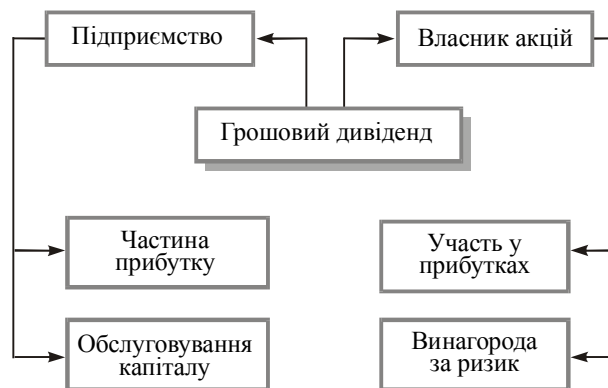 Підприємство
Власник акцій
Грошовий дивіденд
Частина
прибутку
Участь у
прибутках
Обслуговування
капіталу
Винагорода
за ризик